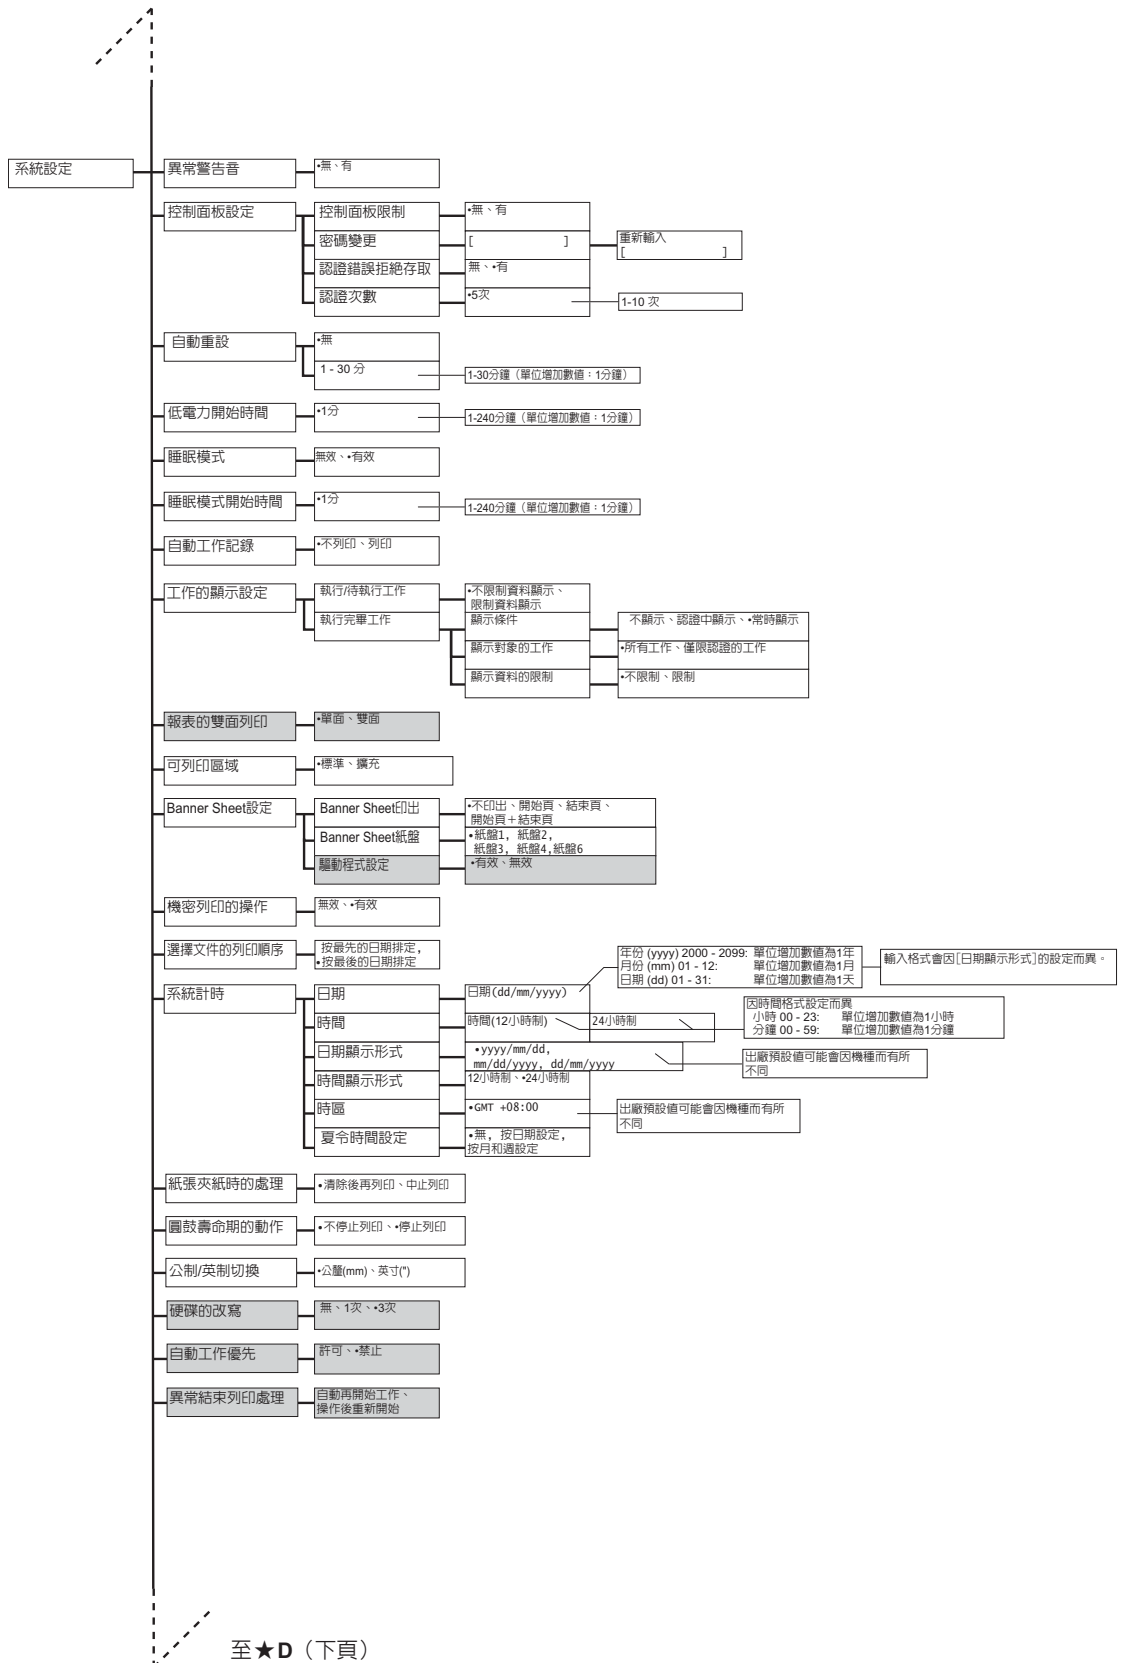 系統設定
異常警告音
•無、有
控制面板設定
控制面板限制
•無、有
密碼變更
[ ]
重新輸入
[ ]
認證錯誤拒絶存取
無、•有
認證次數
•5次
1-10 次
自動重設
•無
1 - 30 分
1-30分鐘（單位增加數值：1分鐘）
低電力開始時間
•1分
1-240分鐘（單位增加數值：1分鐘）
睡眠模式
無效、•有效
睡眠模式開始時間
•1分
1-240分鐘（單位增加數值：1分鐘）
自動工作記錄
•不列印、列印
工作的顯示設定
執行/待執行工作
•不限制資料顯示、
限制資料顯示
執行完畢工作
顯示條件
不顯示、認證中顯示、•常時顯示
顯示對象的工作
•所有工作、僅限認證的工作
顯示資料的限制
•不限制、限制
報表的雙面列印
•單面、雙面
可列印區域
•標準、擴充
Banner Sheet設定
Banner Sheet印出
•不印出、開始頁、結束頁、
開始頁＋結束頁
Banner Sheet紙盤
•紙盤1, 紙盤2,
紙盤3, 紙盤4,紙盤6
驅動程式設定
•有效、無效
機密列印的操作
無效、•有效
選擇文件的列印順序
按最先的日期排定,
•按最後的日期排定
系統計時
日期
日期(dd/mm/yyyy)
年份 (yyyy) 2000 - 2099: 單位增加數值為1年
月份 (mm) 01 - 12: 單位增加數值為1月
日期 (dd) 01 - 31: 單位增加數值為1天
輸入格式會因[日期顯示形式]的設定而異。
時間
時間(12小時制)
24小時制
因時間格式設定而異
小時 00 - 23: 單位增加數值為1小時
分鐘 00 - 59: 單位增加數值為1分鐘
日期顯示形式
•yyyy/mm/dd,
mm/dd/yyyy, dd/mm/yyyy
出廠預設值可能會因機種而有所
不同
時間顯示形式
12小時制、•24小時制
時區
•GMT +08:00
出廠預設值可能會因機種而有所
不同
夏令時間設定
•無, 按日期設定,
按月和週設定
紙張夾紙時的處理
•清除後再列印、中止列印
圓鼓壽命期的動作
•不停止列印、•停止列印
公制/英制切換
•公釐(mm)、英寸(")
硬碟的改寫
無、1次、•3次
自動工作優先
許可、•禁止
異常結束列印處理
自動再開始工作、
操作後重新開始
至★D（下頁）